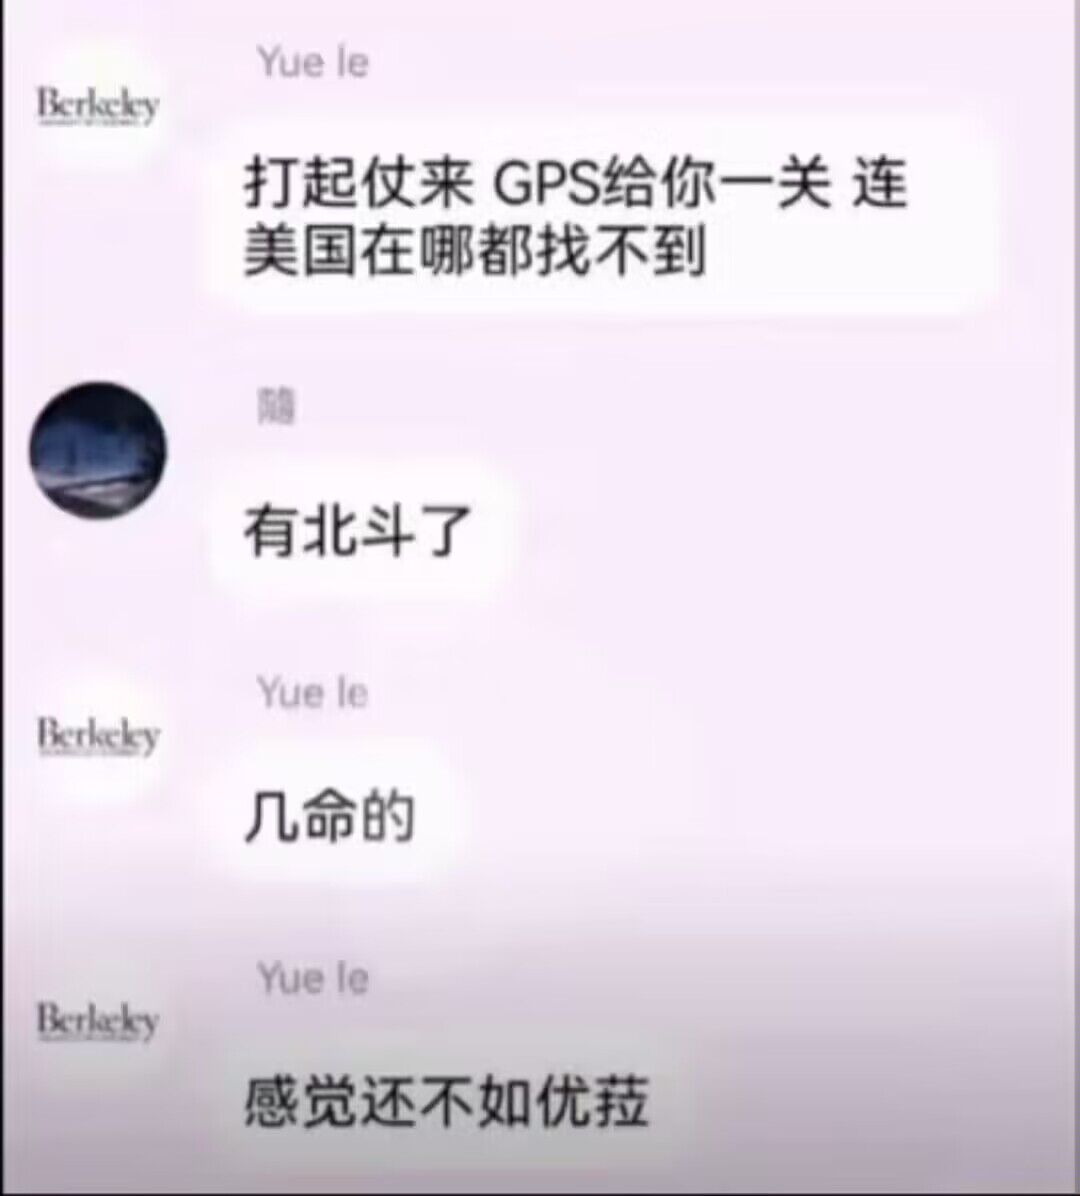 Yue le
Berkeley
打起仗来 GPS给你一关 连
美国在哪都找不到
随
有北斗了
Yue le
Berkeley
几命的
Yue le
Berkeley
感觉还不如优菈